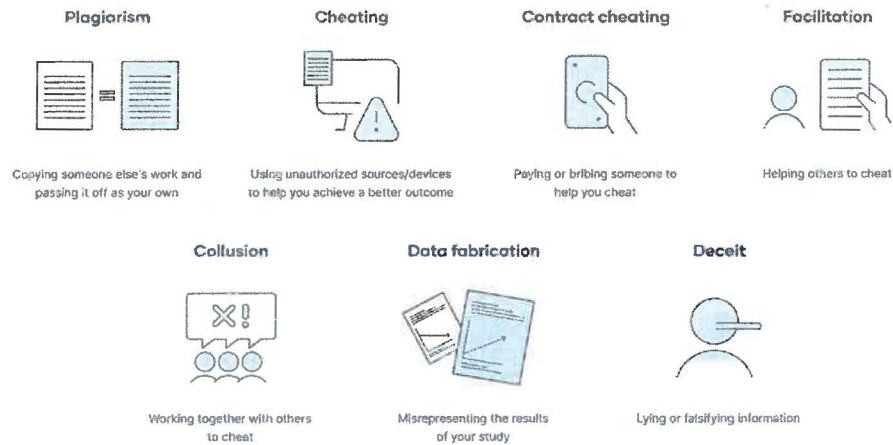 Plagiarism
Cheating
Contract cheating
Facilitation
Copying someone else's work and
passing it off as your own
Using unauthorized sources/devices
to help you achieve a better outcome
Paying or bribing someone to
help you cheat
Helping others to cheat
Collusion
Data fabrication
Deceit
X!
Working together with others
to cheat
Misrepresenting the results
of your study
Lying or falsifying information